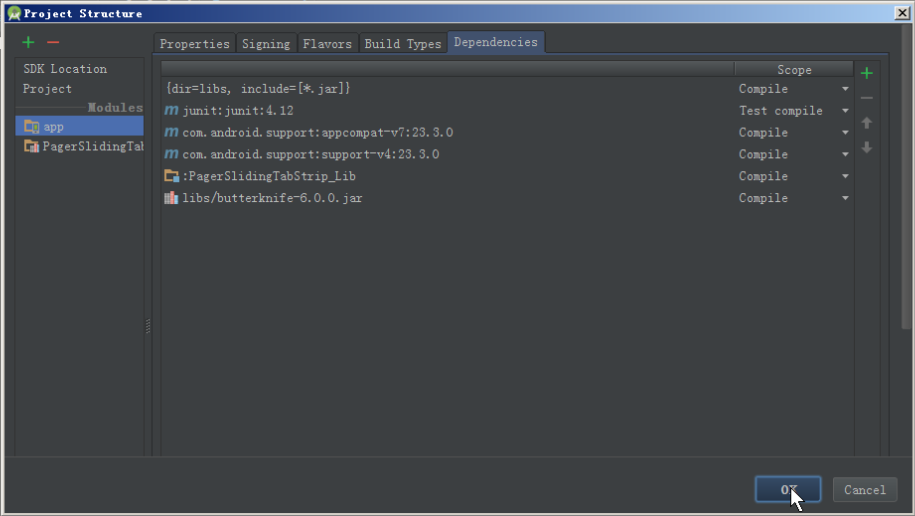 Project Structure
Properties Signing Flavors Build Types Dependencies
SDK Location
Project
Modules
app
PagerSlidingTab
Scope
{dir=libs, include=[*.jar]} Compile
m junit:junit:4.12 Test compile
m com.android.support:appcompat-v7:23.3.0 Compile
m com.android.support:support-v4:23.3.0 Compile
:PagerSlidingTabStrip_Lib Compile
libs/butterknife-6.0.0.jar Compile
OK Cancel